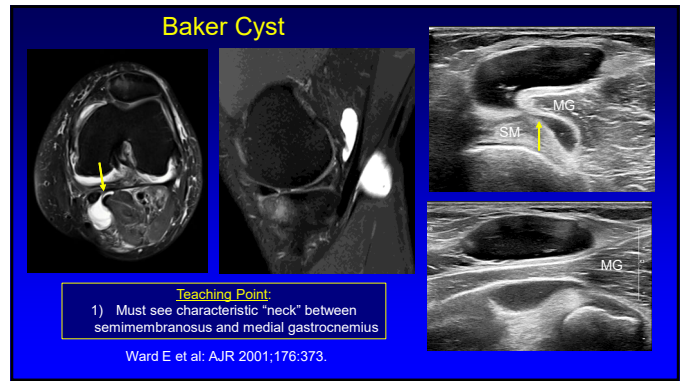 Baker Cyst
MG
SM
MG
Teaching Point:
1) Must see characteristic “neck” between
semimembranosus and medial gastrocnemius
Ward E et al: AJR 2001;176:373.